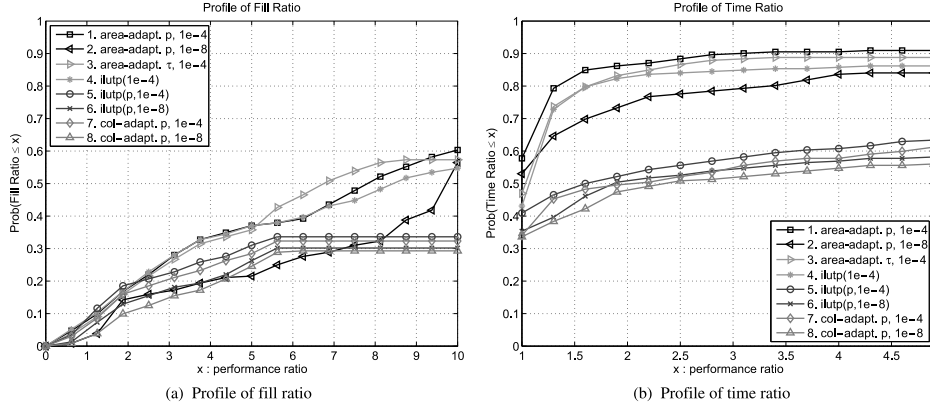 Profile of Fill Ratio
1. area−adapt. p, 1e−4
2. area−adapt. p, 1e−8
3. area−adapt. τ, 1e−4
4. ilutp(1e−4)
5. ilutp(p,1e−4)
6. ilutp(p,1e−8)
7. col−adapt. p, 1e−4
8. col−adapt. p, 1e−8
Prob(Fill Ratio ≤ x)
1
0.9
0.8
0.7
0.6
0.5
0.4
0.3
0.2
0.1
0
0 1 2 3 4 5 6 7 8 9 10
x : performance ratio
(a) Profile of fill ratio
Profile of Time Ratio
Prob(Time Ratio ≤ x)
1
0.9
0.8
0.7
0.6
0.5
0.4
0.3
0.2
0.1
0
1. area−adapt. p, 1e−4
2. area−adapt. p, 1e−8
3. area−adapt. τ, 1e−4
4. ilutp(1e−4)
5. ilutp(p,1e−4)
6. ilutp(p,1e−8)
7. col−adapt. p, 1e−4
8. col−adapt. p, 1e−8
1 1.5 2 2.5 3 3.5 4 4.5
x : performance ratio
(b) Profile of time ratio